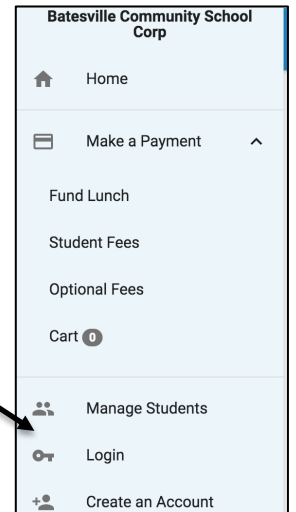 Batesville Community School
Corp
Home
Make a Payment
Fund Lunch
Student Fees
Optional Fees
Cart 0
Manage Students
Login
Create an Account